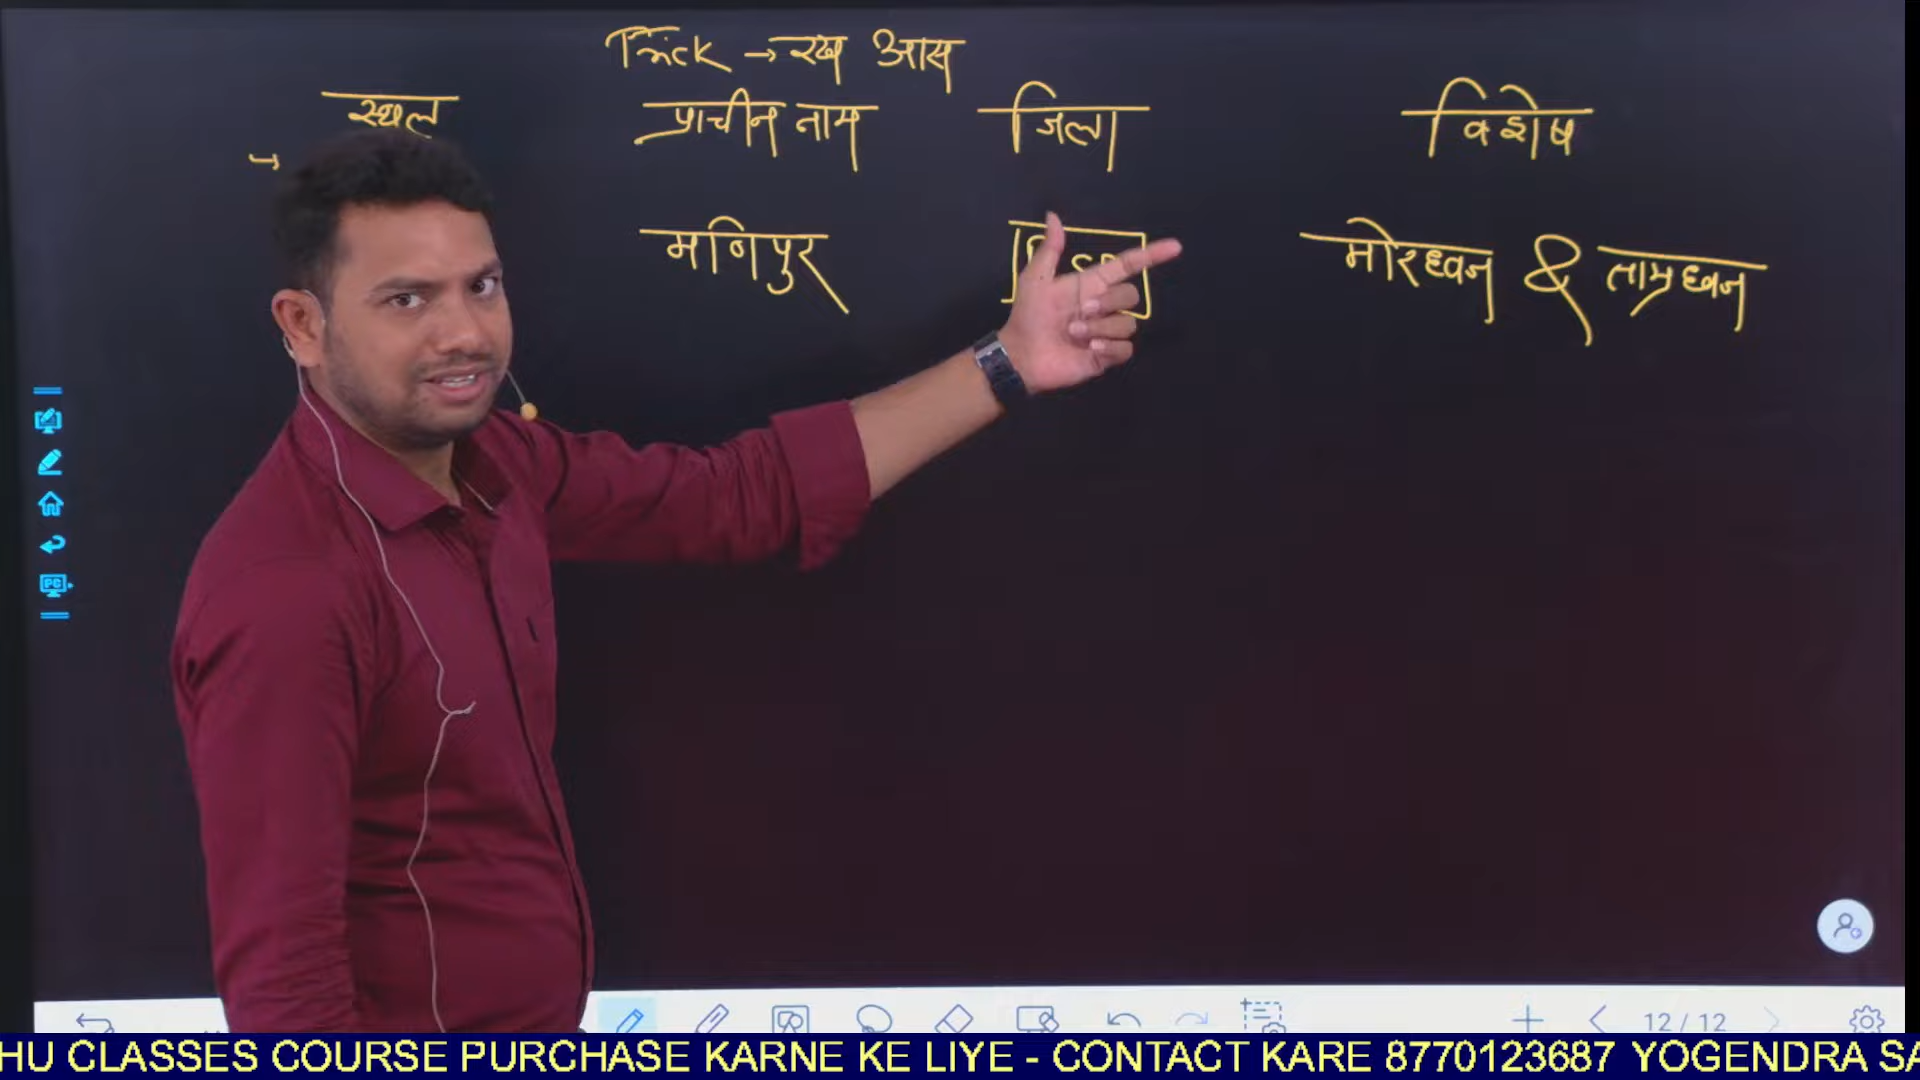 Trick → रख आस
स्थल प्राचीन नाम जिला विशेष
→
मणिपुर मोरध्वज & ताम्रध्वज
PC
12/12
HU CLASSES COURSE PURCHASE KARNE KE LIYE - CONTACT KARE 8770123687 YOGENDRA SA